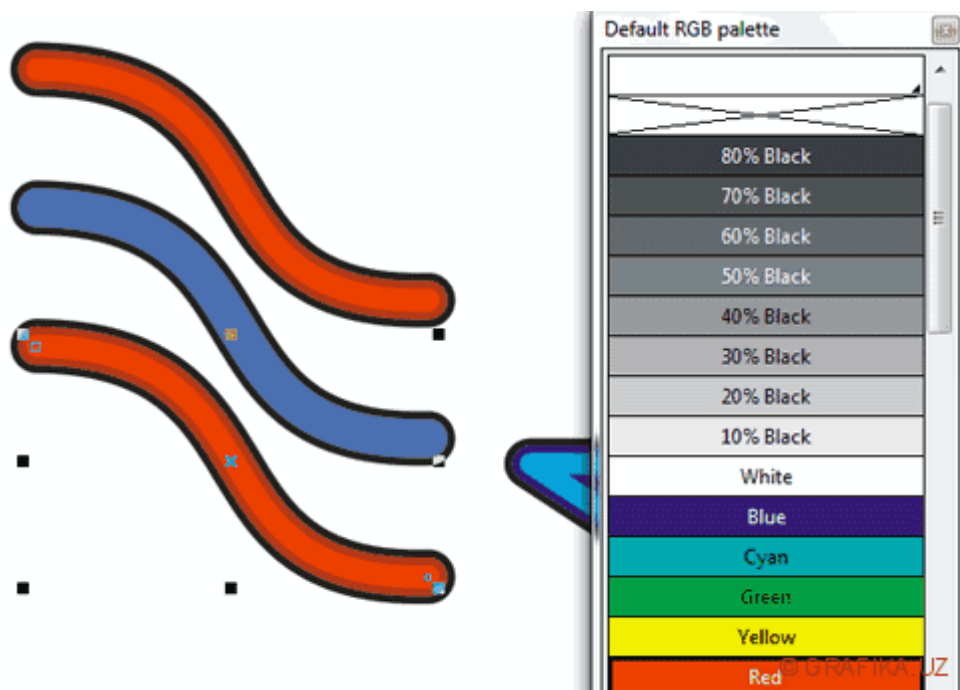 Default RGB palette
80% Black
70% Black
60% Black
50% Black
40% Black
30% Black
20% Black
10% Black
White
Blue
Cyan
Green
Yellow
Red
© GRAFIKA.UZ